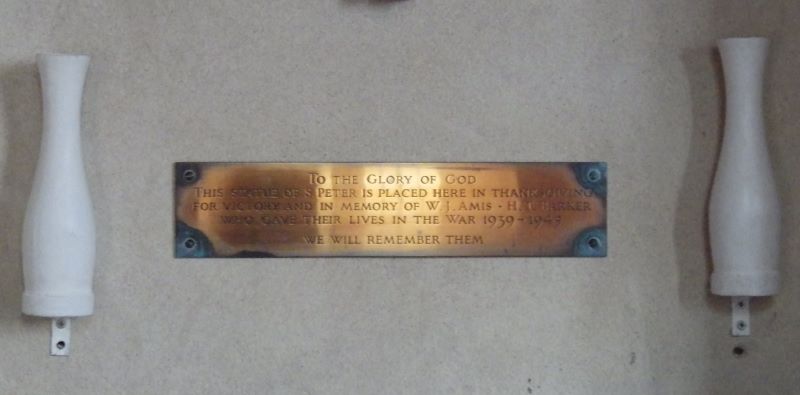 To the Glory of God
This statue of S. Peter is placed here in thanksgiving
for victory and in memory of W.J. Amis - H. Barker
who gave their lives in the War 1939-1945
We will remember them